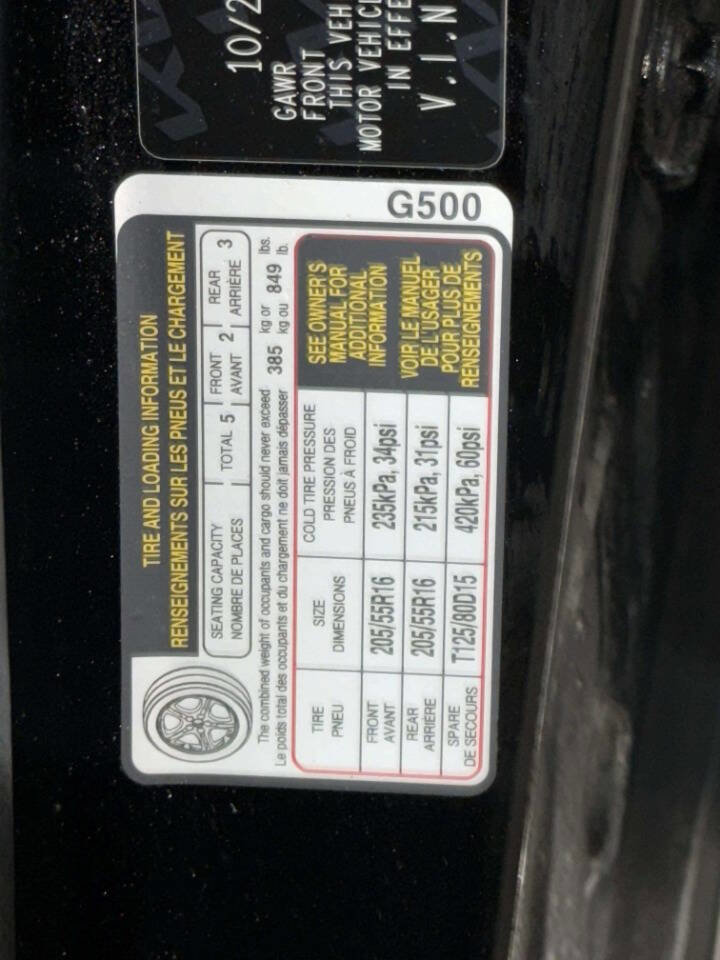 10/2
GAWR
FRONT
THIS VEH
MOTOR VEHIC
IN EFFE
V.I.N
G500
TIRE AND LOADING INFORMATION
RENSEIGNEMENTS SUR LES PNEUS ET LE CHARGEMENT
SEATING CAPACITY TOTAL 5 FRONT 2 REAR 3
NOMBRE DE PLACES AVANT ARRIÈRE
The combined weight of occupants and cargo should never exceed 385 kg or 849 lbs.
Le poids total des occupants et du chargement ne doit jamais dépasser kg ou lb.
TIRE SIZE COLD TIRE PRESSURE
PNEU DIMENSIONS PRESSION DES
PNEUS À FROID
FRONT 205/55R16 235kPa, 34psi
AVANT
REAR 205/55R16 215kPa, 31psi
ARRIÈRE
SPARE T125/80D15 420kPa, 60psi
DE SECOURS
SEE OWNER'S
MANUAL FOR
ADDITIONAL
INFORMATION
VOIR LE MANUEL
DE L'USAGER
POUR PLUS DE
RENSEIGNEMENTS